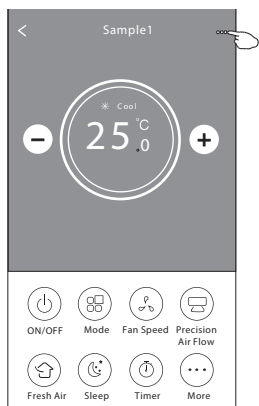 Sample1
Cool
25.0°C
ON/OFF Mode Fan Speed Precision Air Flow
Fresh Air Sleep Timer More